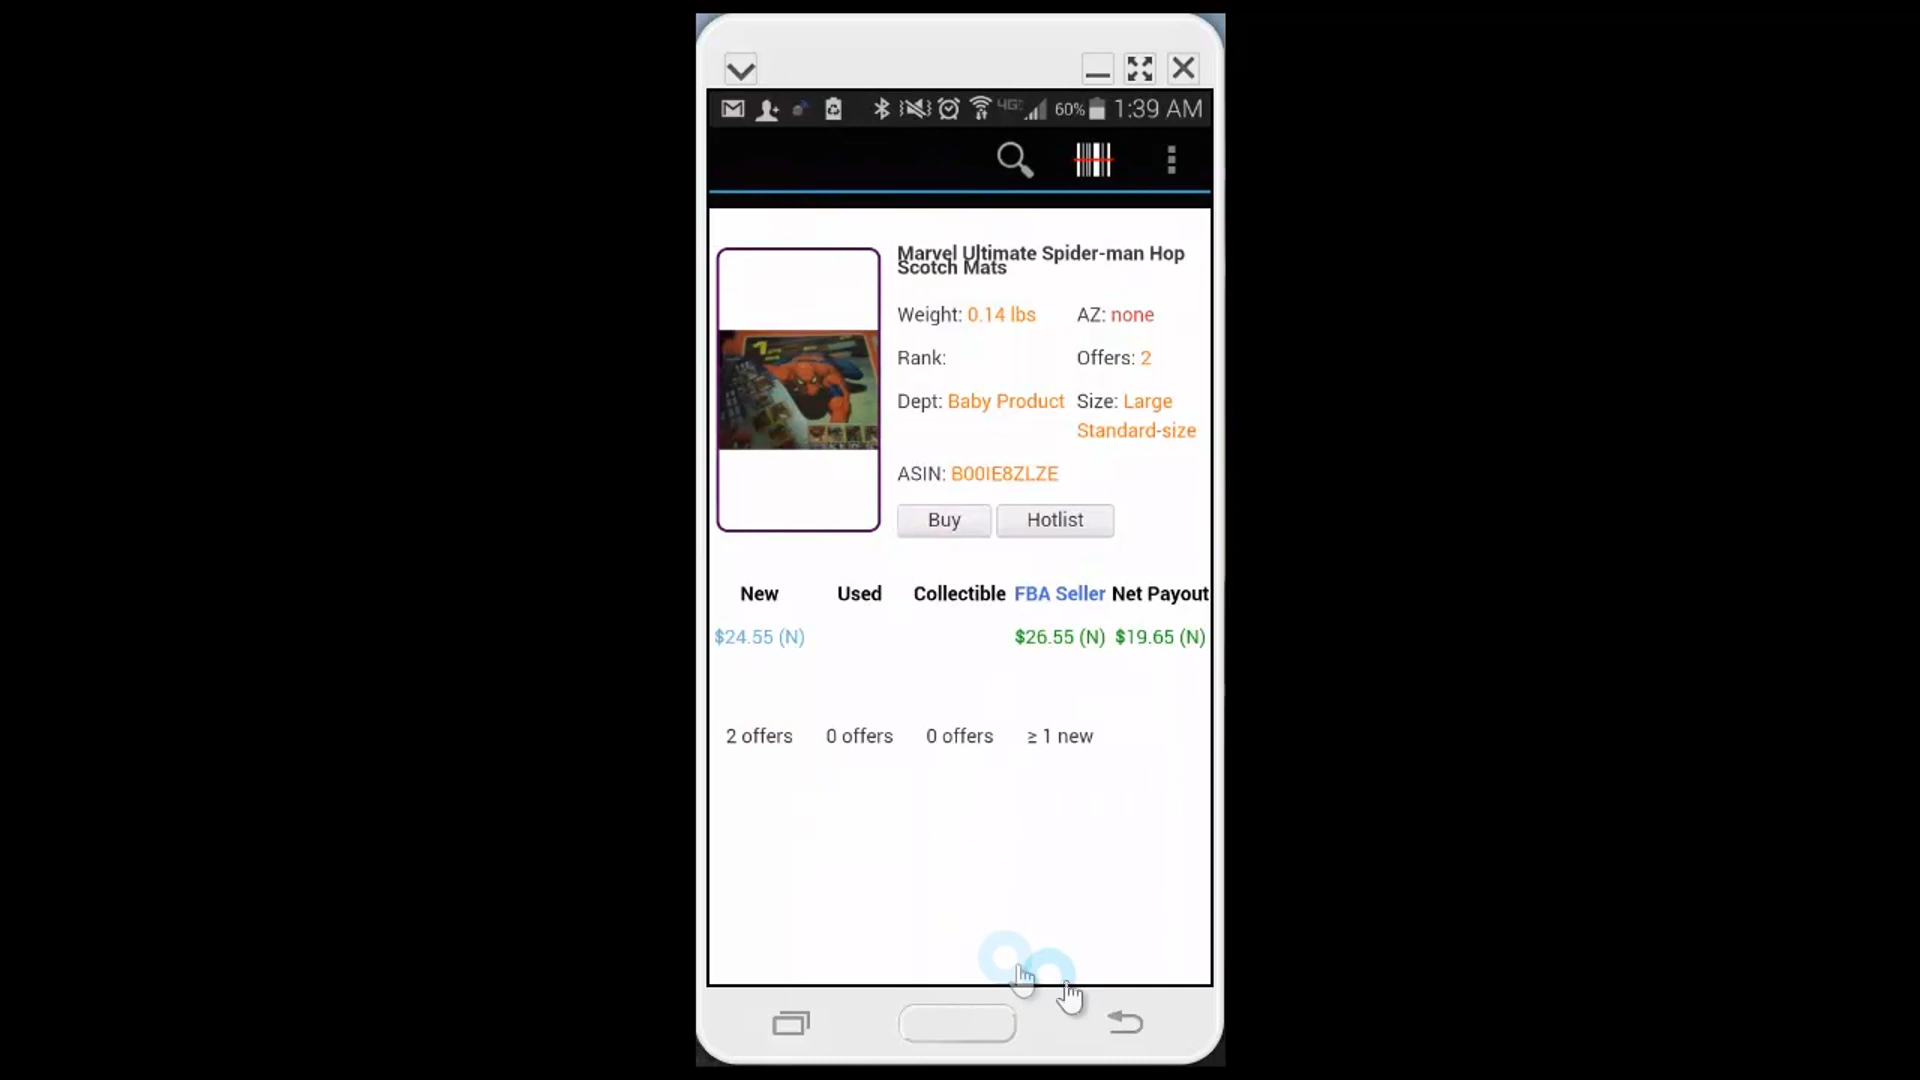 4G 60% 1:39 AM
Marvel Ultimate Spider-man Hop
Scotch Mats
Weight: 0.14 lbs AZ: none
Rank: Offers: 2
Dept: Baby Product Size: Large
Standard-size
ASIN: B00IE8ZLZE
Buy Hotlist
New Used Collectible FBA Seller Net Payout
$24.55 (N) $26.55 (N) $19.65 (N)
2 offers 0 offers 0 offers ≥ 1 new